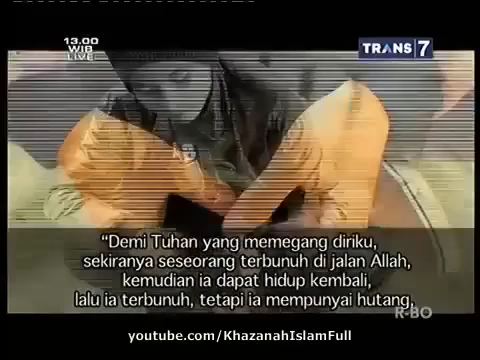 13.00
WIB
LIVE
TRANS 7
"Demi Tuhan yang memegang diriku,
sekiranya seseorang terbunuh di jalan Allah,
kemudian ia dapat hidup kembali,
lalu ia terbunuh, tetapi ia mempunyai hutang,
R-BO
youtube.com/KhazanahIslamFull